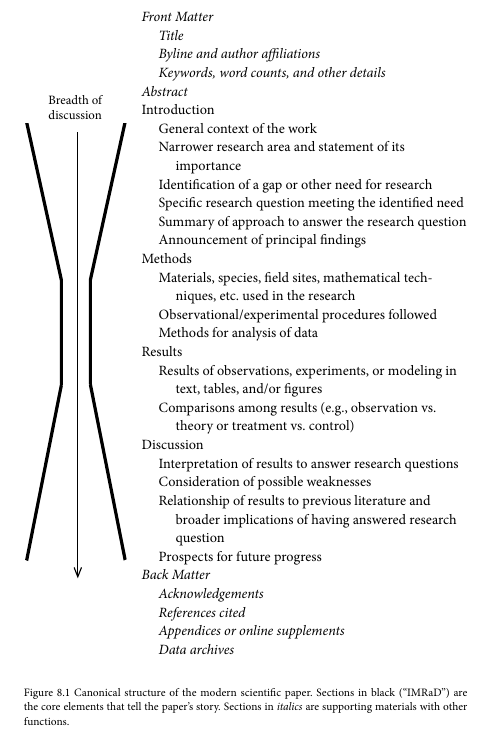 Front Matter
Title
Byline and author affiliations
Keywords, word counts, and other details
Abstract
Breadth of
discussion
Introduction
General context of the work
Narrower research area and statement of its
importance
Identification of a gap or other need for research
Specific research question meeting the identified need
Summary of approach to answer the research question
Announcement of principal findings
Methods
Materials, species, field sites, mathematical tech-
niques, etc. used in the research
Observational/experimental procedures followed
Methods for analysis of data
Results
Results of observations, experiments, or modeling in
text, tables, and/or figures
Comparisons among results (e.g., observation vs.
theory or treatment vs. control)
Discussion
Interpretation of results to answer research questions
Consideration of possible weaknesses
Relationship of results to previous literature and
broader implications of having answered research
question
Prospects for future progress
Back Matter
Acknowledgements
References cited
Appendices or online supplements
Data archives
Figure 8.1 Canonical structure of the modern scientific paper. Sections in black (“IMRaD”) are
the core elements that tell the paper’s story. Sections in italics are supporting materials with other
functions.